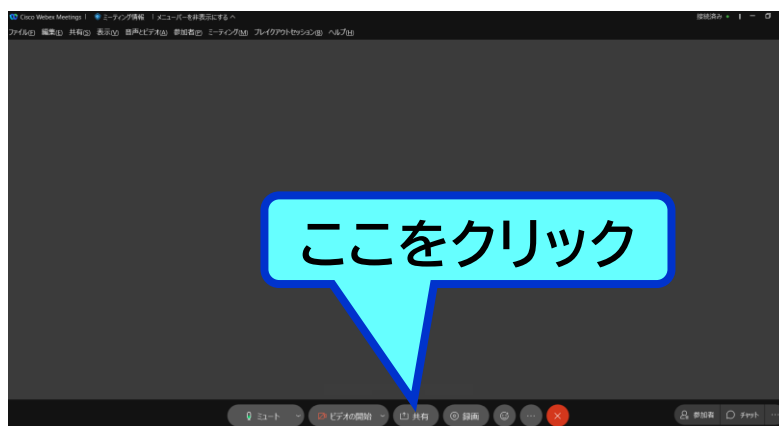 Cisco Webex Meetings | ミーティング情報 | メニューバーを非表示にする ^ 接続済み
ファイル(F) 編集(E) 共有(S) 表示(V) 音声とビデオ(A) 参加者(P) ミーティング(M) ブレイクアウトセッション(B) ヘルプ(H)
ここをクリック
ミュート ビデオの開始 共有 録画 参加者 チャット